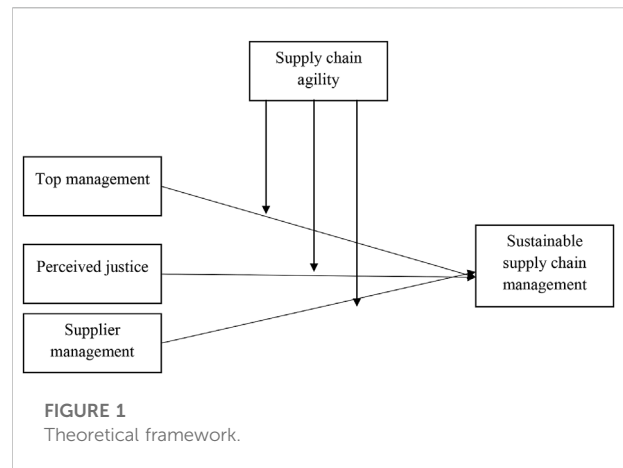 Supply chain
agility
Top management
Perceived justice
Supplier
management
Sustainable
supply chain
management
FIGURE 1
Theoretical framework.